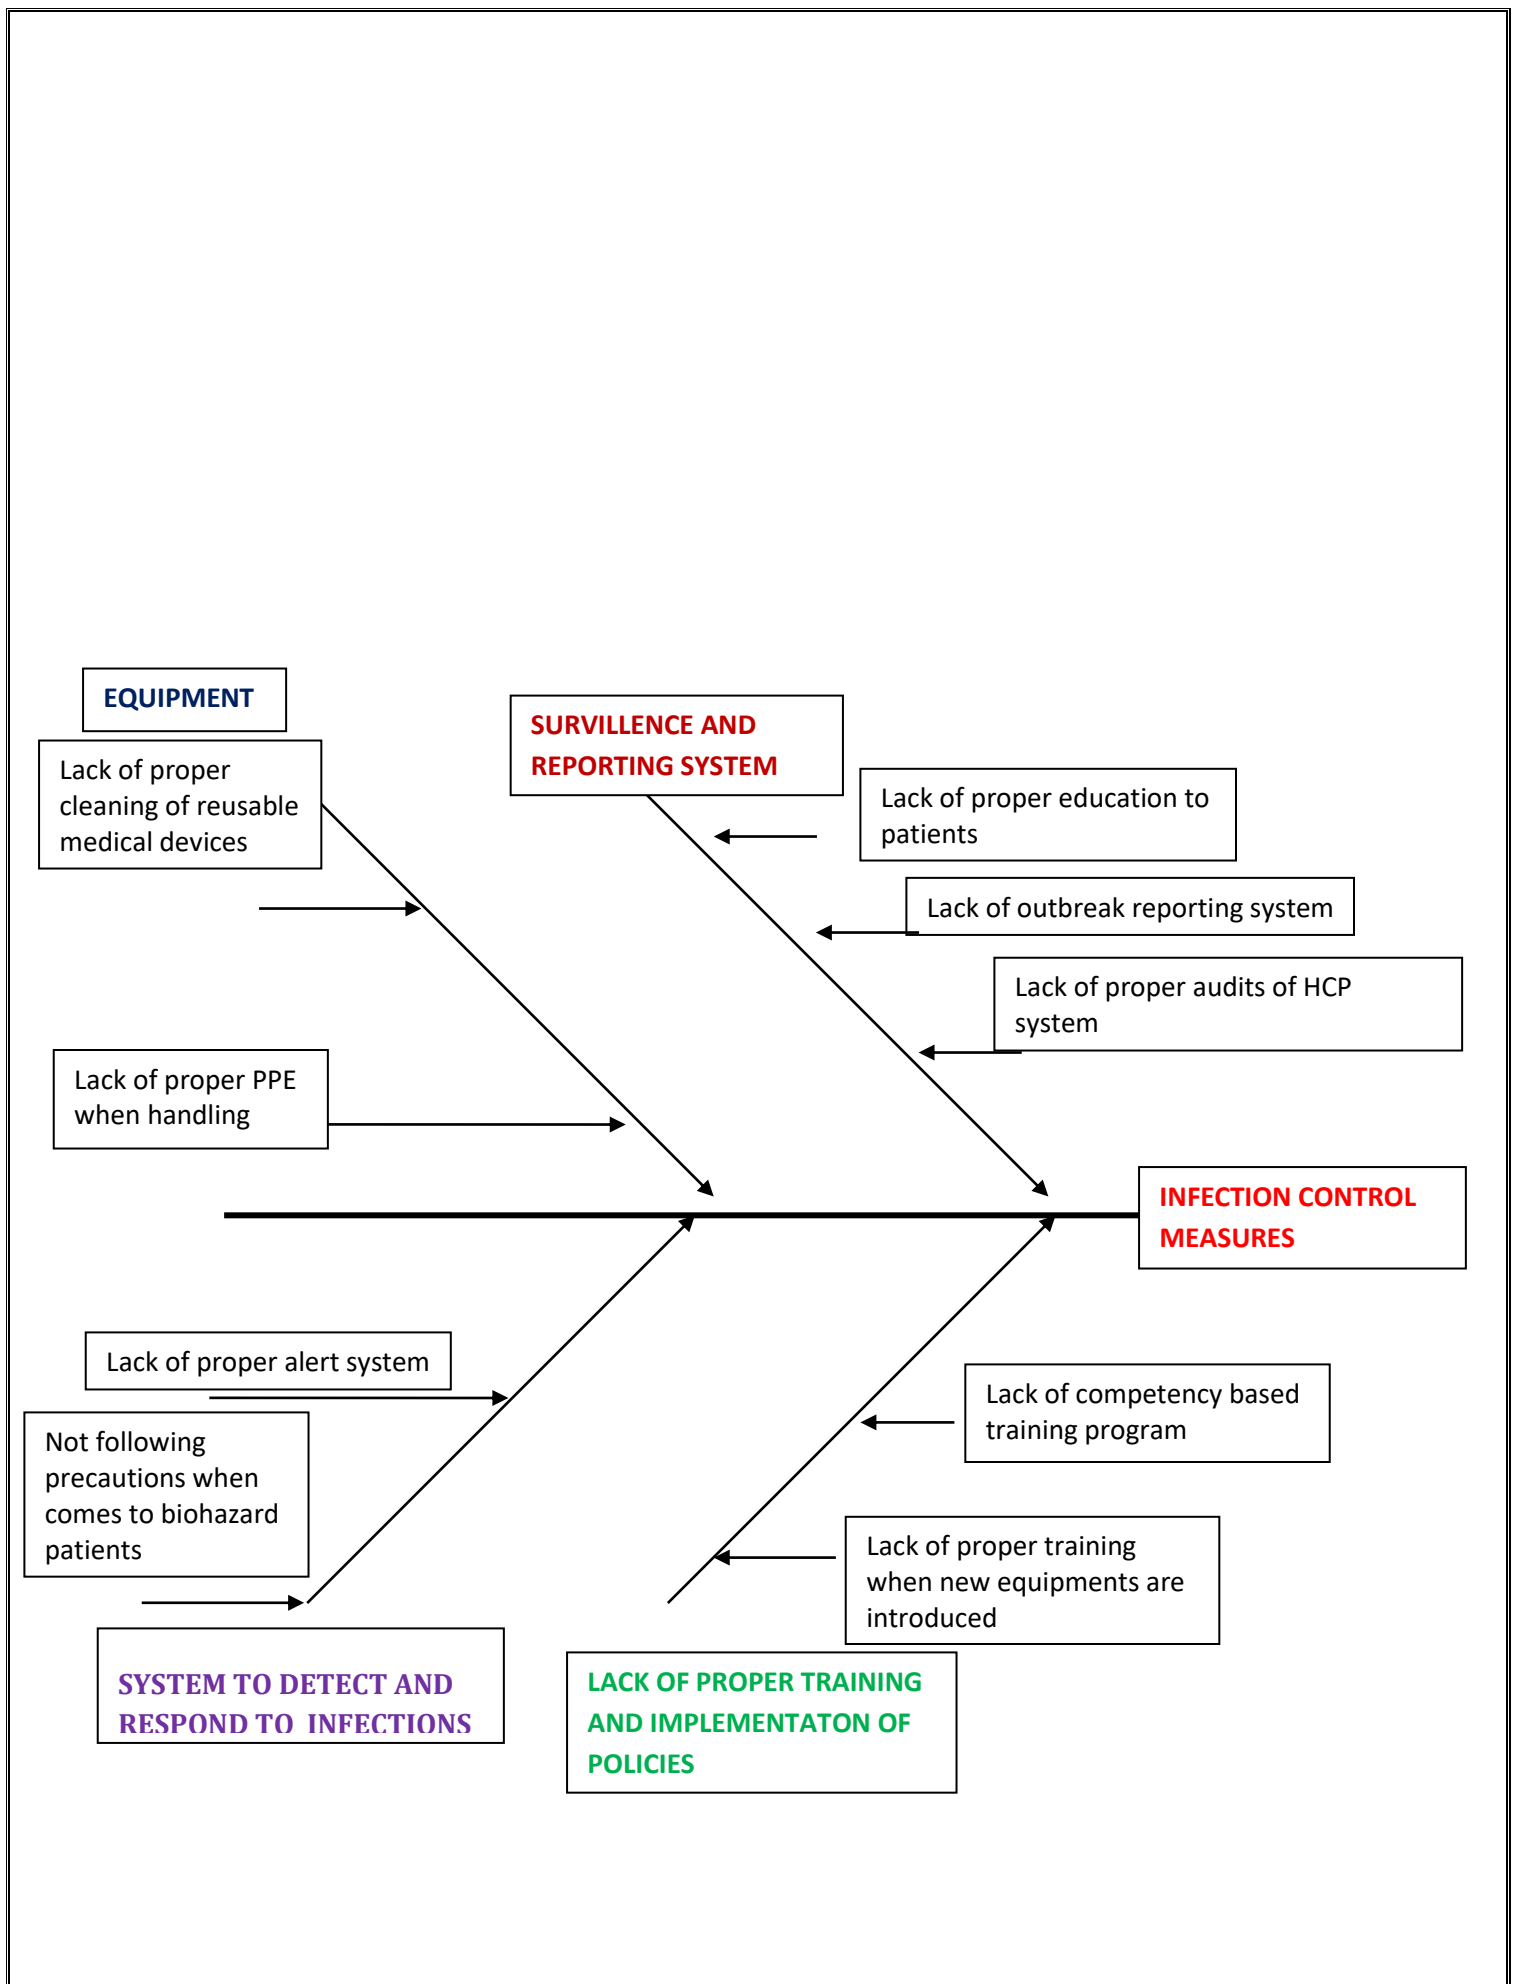 EQUIPMENT
Lack of proper
cleaning of reusable
medical devices
Lack of proper PPE
when handling
SURVILLENCE AND
REPORTING SYSTEM
Lack of proper education to
patients
Lack of outbreak reporting system
Lack of proper audits of HCP
system
INFECTION CONTROL
MEASURES
Lack of proper alert system
Not following
precautions when
comes to biohazard
patients
SYSTEM TO DETECT AND
RESPOND TO  INFECTIONS
Lack of competency based
training program
Lack of proper training
when new equipments are
introduced
LACK OF PROPER TRAINING
AND IMPLEMENTATON OF
POLICIES